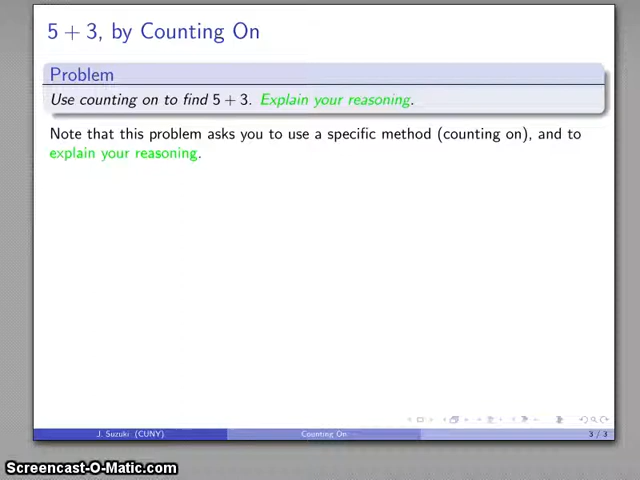 5 + 3, by Counting On
Problem
Use counting on to find 5 + 3. Explain your reasoning.
Note that this problem asks you to use a specific method (counting on), and to
explain your reasoning.
J. Suzuki (CUNY)
Counting On
3 / 3
Screencast-O-Matic.com